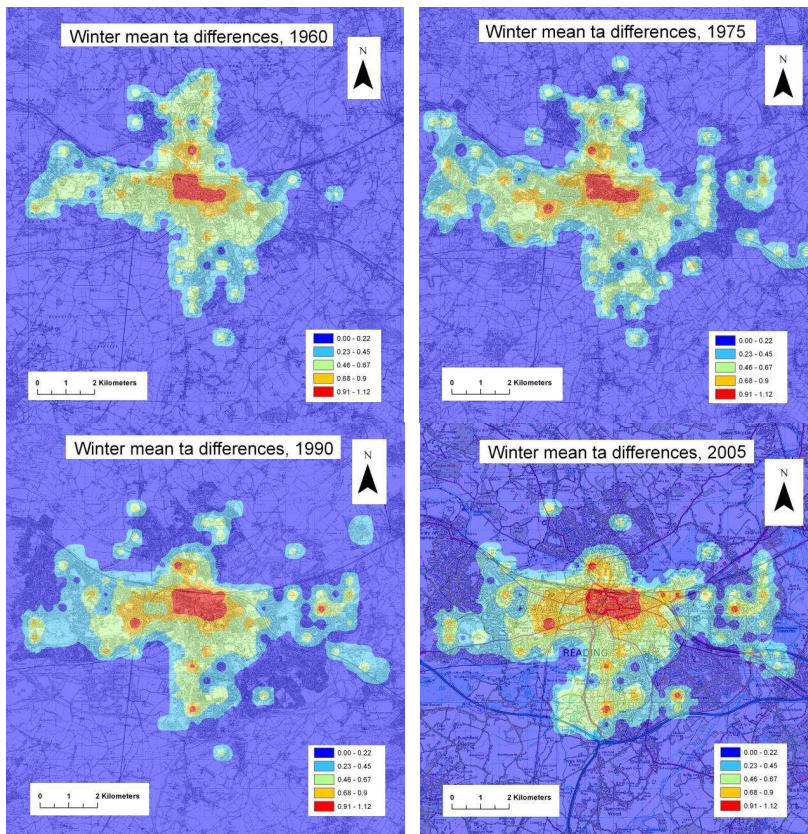 Winter mean ta differences, 1960
N
0.00 - 0.22
0.23 - 0.45
0.46 - 0.67
0.68 - 0.9
0.91 - 1.12
0 1 2 Kilometers
Winter mean ta differences, 1975
N
0.00 - 0.22
0.23 - 0.45
0.46 - 0.67
0.68 - 0.9
0.91 - 1.12
0 1 2 Kilometers
Winter mean ta differences, 1990
N
0.00 - 0.22
0.23 - 0.45
0.46 - 0.67
0.68 - 0.9
0.91 - 1.12
0 1 2 Kilometers
Winter mean ta differences, 2005
N
READING
0.00 - 0.22
0.23 - 0.45
0.46 - 0.67
0.68 - 0.9
0.91 - 1.12
0 1 2 Kilometers